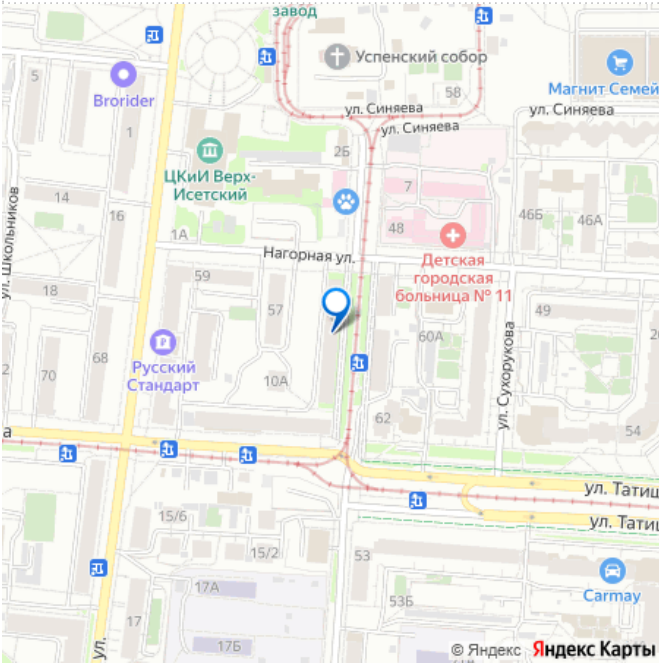 завод
Успенский собор
58
Магнит Семей
Brorider
5
1
ул. Синяева
ул. Синяева
ул. Синяева
2Б
ЦКиИ Верх-
Исетский
7
14
ул. Школьников
16
48
46Б
46А
1А
Нагорная ул.
Детская
городская
больница № 11
59
18
57
49
60А
68
Русский
Стандарт
2
70
10А
ул. Сухорукова
62
54
а
ул. Татищ
15/6
ул. Татищ
15/2
53
17А
53Б
Carmay
17
17Б
ул.
© Яндекс Яндекс Карты